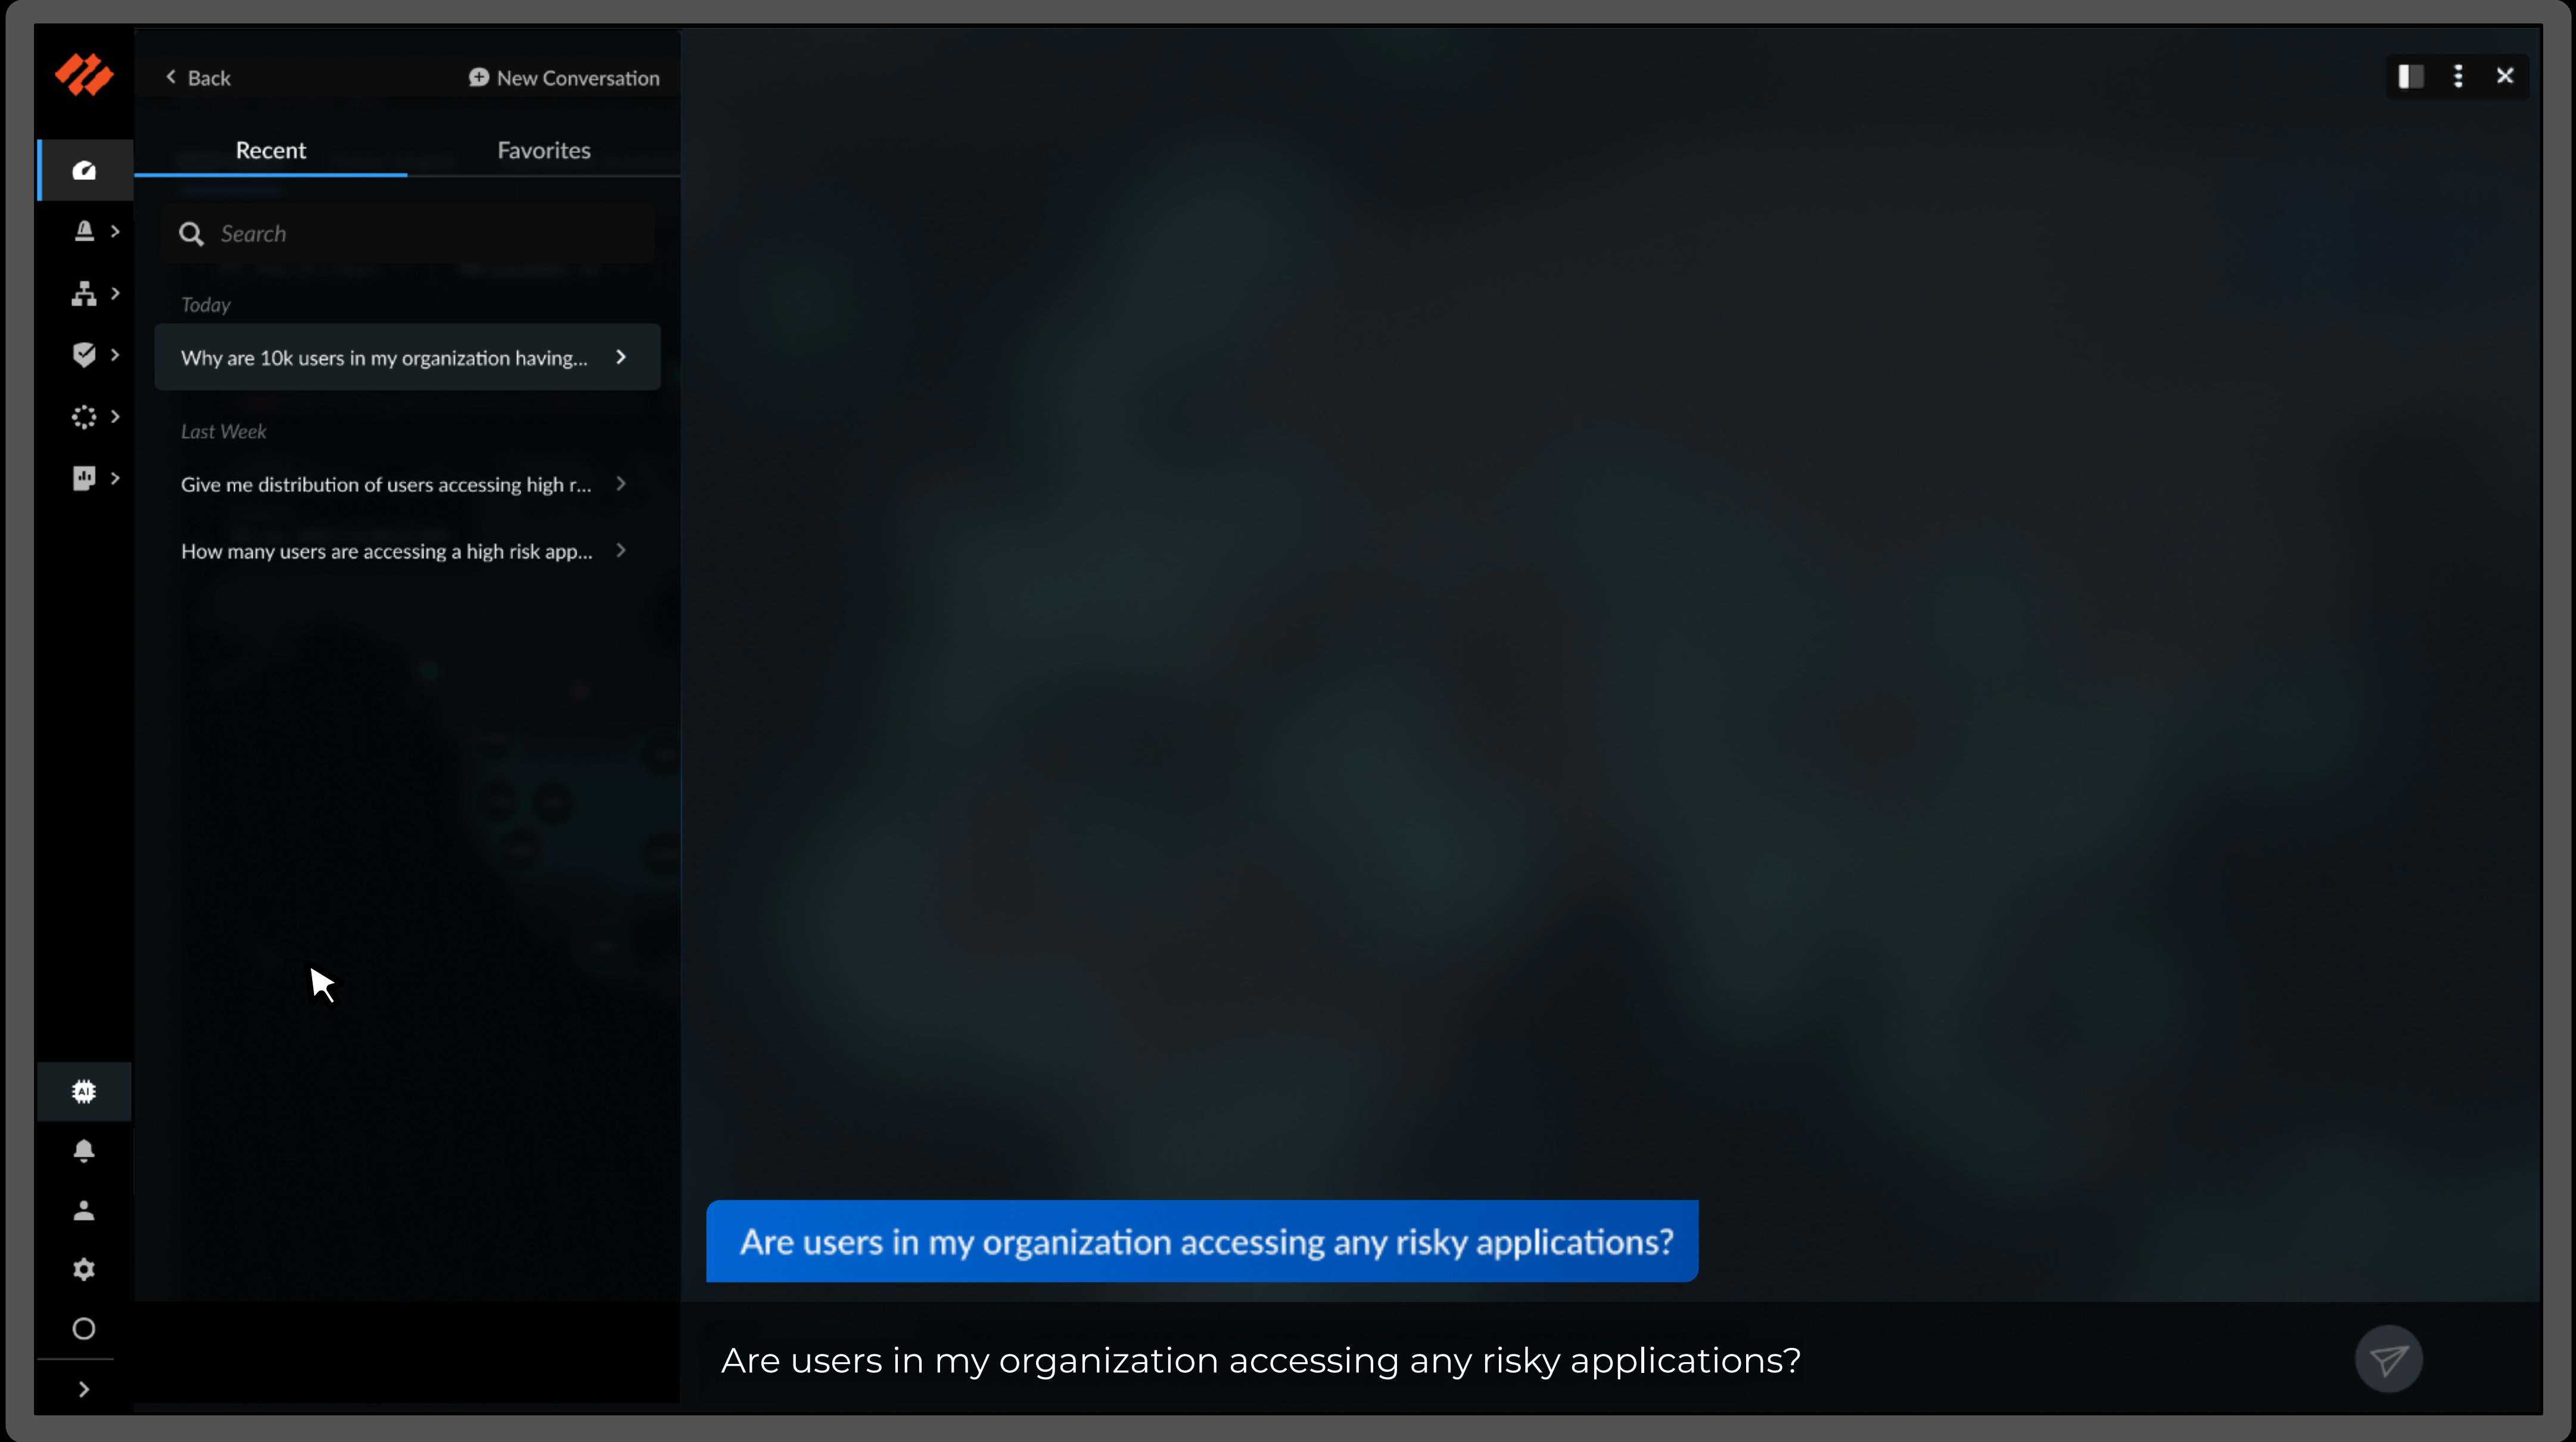 Back
New Conversation
Recent
Favorites
Search
Today
Why are 10k users in my organization having...
Last Week
Give me distribution of users accessing high r...
How many users are accessing a high risk app...
AI
Are users in my organization accessing any risky applications?
Are users in my organization accessing any risky applications?